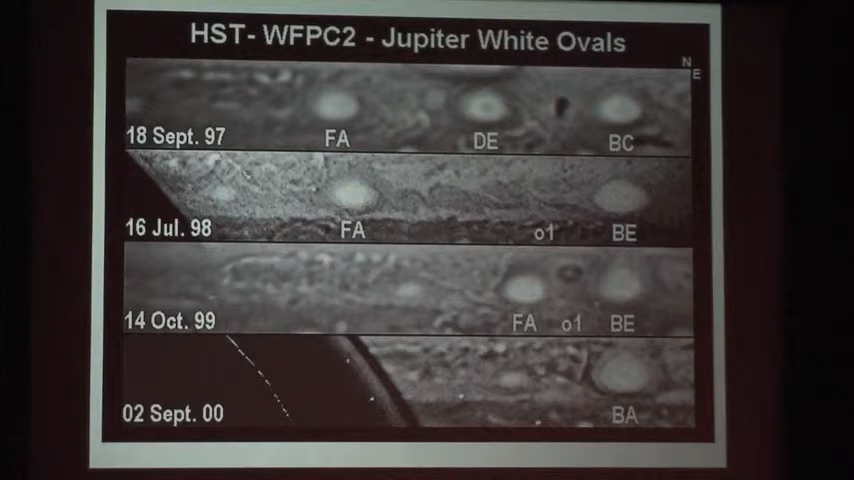 HST- WFPC2 - Jupiter White Ovals
N
E
18 Sept. 97 FA DE BC
16 Jul. 98 FA o1 BE
14 Oct. 99 FA o1 BE
02 Sept. 00 BA